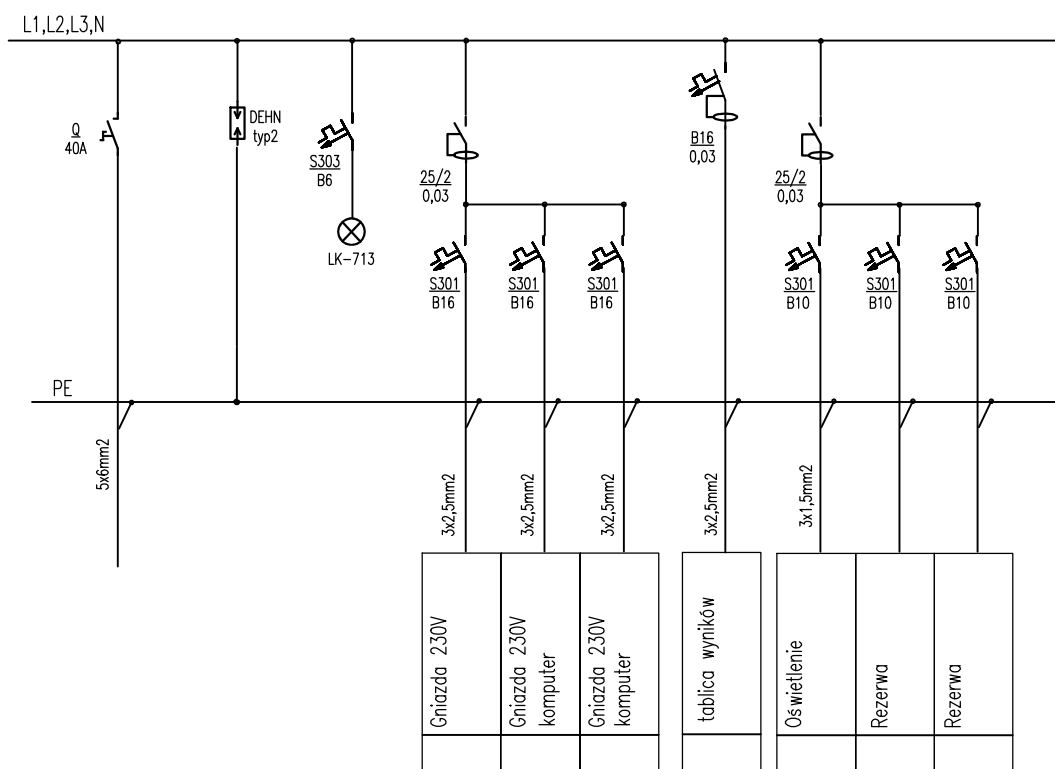 L1,L2,L3,N
Q
40A
DEHN
typ2
S303
B6
LK-713
25/2
0,03
S301
B16
S301
B16
S301
B16
B16
0,03
25/2
0,03
S301
B10
S301
B10
S301
B10
PE
5x6mm2
3x2,5mm2
3x2,5mm2
3x2,5mm2
3x2,5mm2
3x1,5mm2
Gniazda 230V
Gniazda 230V
komputer
Gniazda 230V
komputer
tablica wyników
Oświetlenie
Rezerwa
Rezerwa